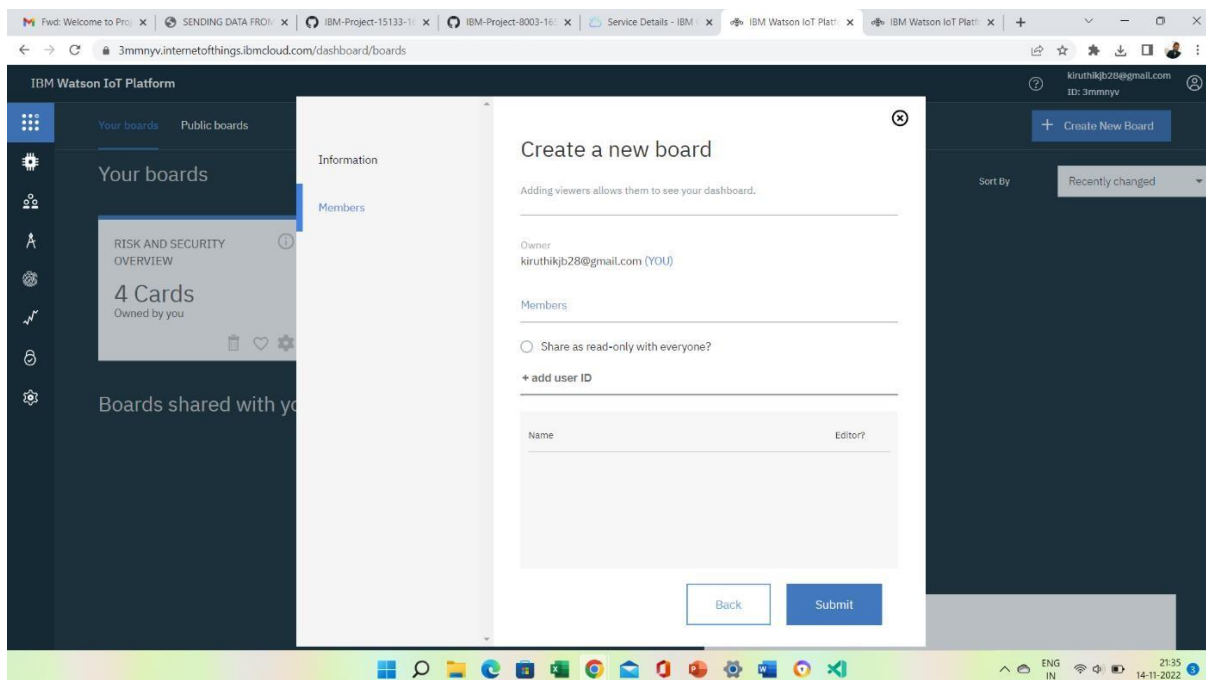 Fwd: Welcome to Proj
SENDING DATA FROM
IBM-Project-15133-16
IBM-Project-8003-165
Service Details - IBM
IBM Watson IoT Platf
IBM Watson IoT Platf
3mmnyv.internetofthings.ibmcloud.com/dashboard/boards
IBM Watson IoT Platform
kiruthikjb28@gmail.com
ID: 3mmnyv
Your boards Public boards
+ Create New Board
Your boards
Sort By Recently changed
RISK AND SECURITY
OVERVIEW
4 Cards
Owned by you
Boards shared with yo
Information
Members
Create a new board
Adding viewers allows them to see your dashboard.
Owner
kiruthikjb28@gmail.com (YOU)
Members
Share as read-only with everyone?
+ add user ID
Name Editor?
Back Submit
ENG
IN
21:35
14-11-2022
3